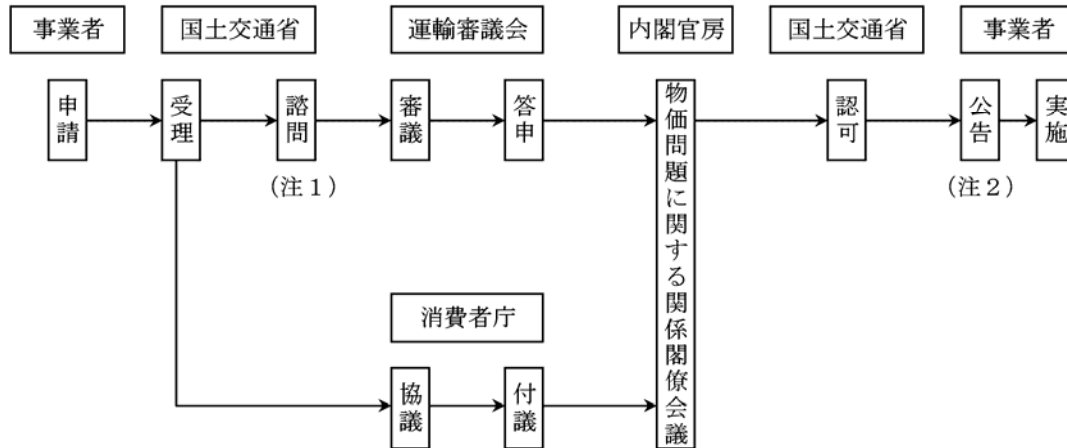 事業者
国土交通省
運輸審議会
内閣官房
国土交通省
事業者
申請
受理
諮問
審議
答申
物価問題に関する関係閣僚会議
認可
公告
実施
（注１）
（注２）
消費者庁
協議
付議